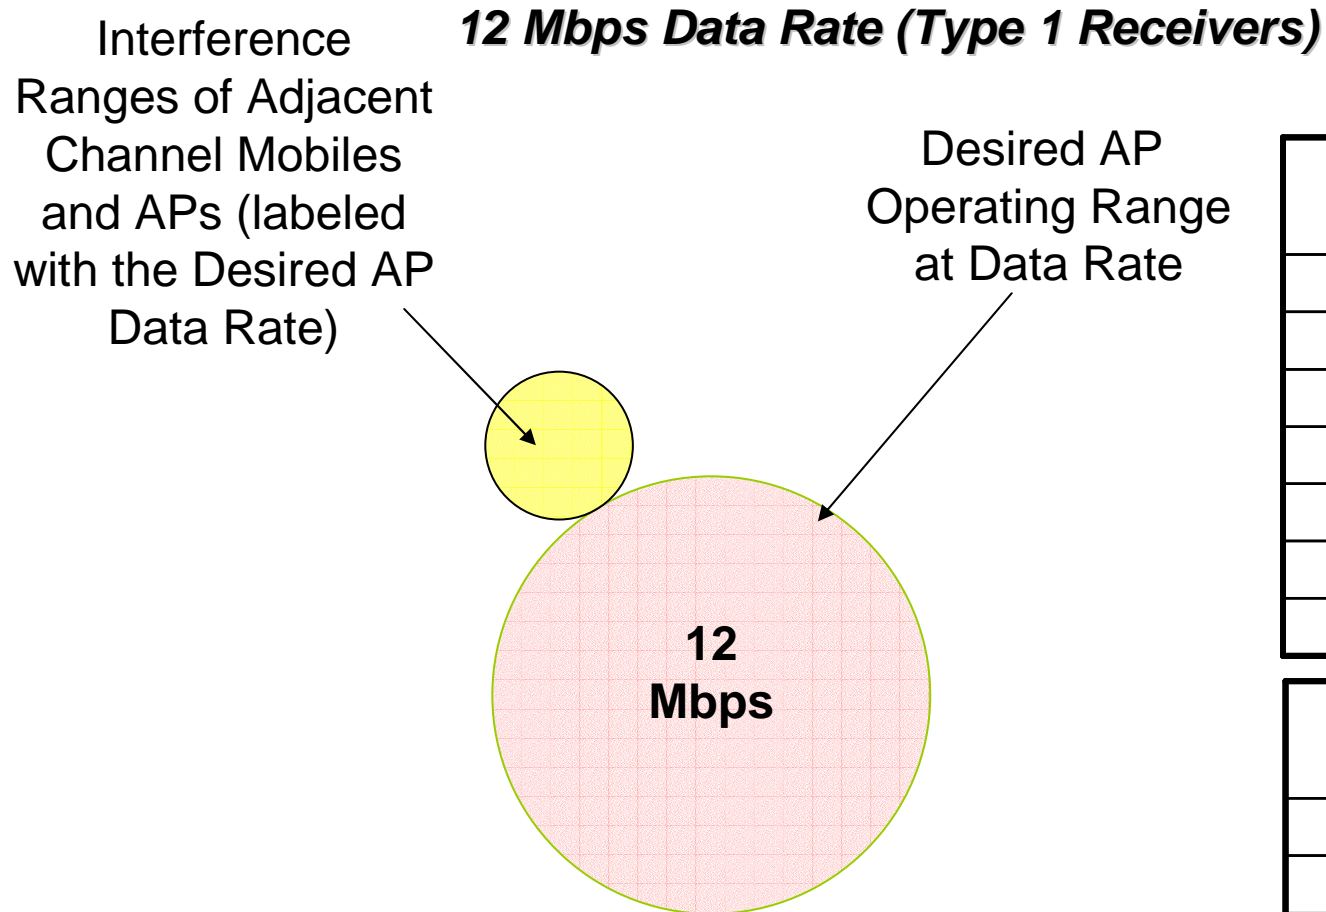 12 Mbps Data Rate (Type 1 Receivers)
Interference
Ranges of Adjacent
Channel Mobiles
and APs (labeled
with the Desired AP
Data Rate)
Desired AP
Operating Range
at Data Rate
12
Mbps